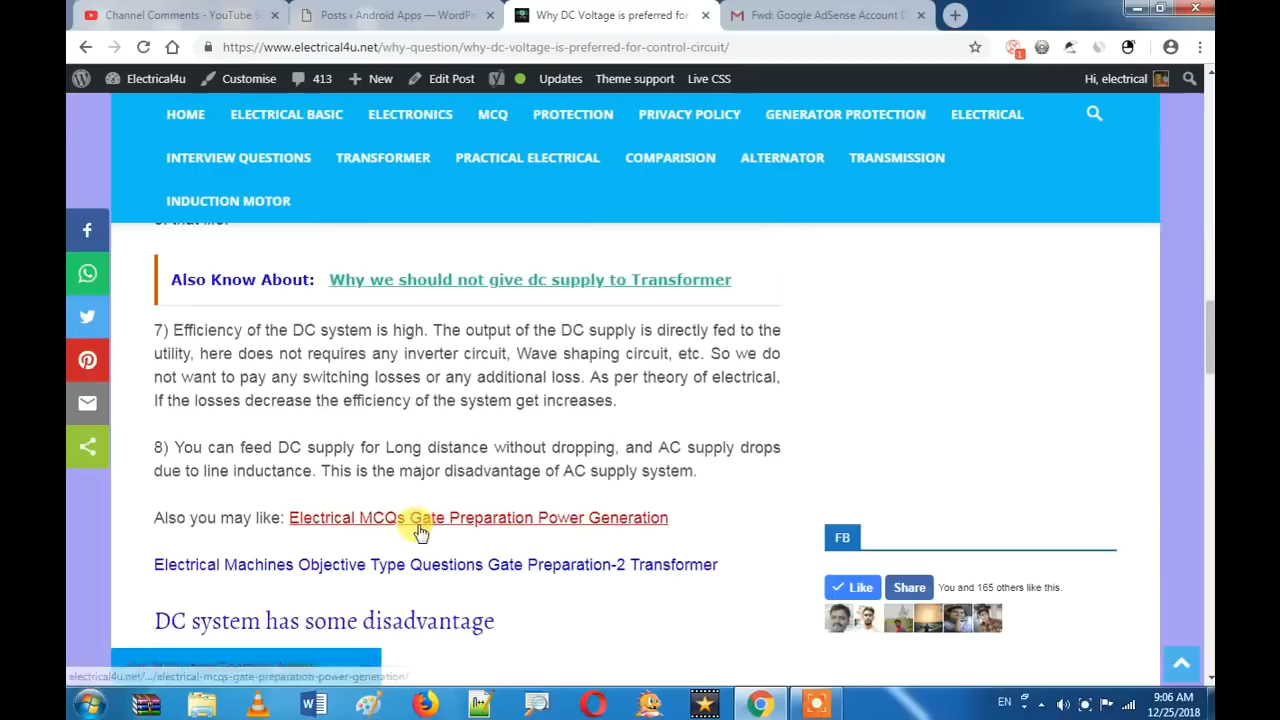 Channel Comments - YouTube S
Posts ‹ Android Apps — WordPr
Why DC Voltage is preferred for
Fwd: Google AdSense Account D
https://www.electrical4u.net/why-question/why-dc-voltage-is-preferred-for-control-circuit/
1
Electrical4u Customise 413 New Edit Post Updates Theme support Live CSS Hi, electrical
HOME ELECTRICAL BASIC ELECTRONICS MCQ PROTECTION PRIVACY POLICY GENERATOR PROTECTION ELECTRICAL
INTERVIEW QUESTIONS TRANSFORMER PRACTICAL ELECTRICAL COMPARISION ALTERNATOR TRANSMISSION
INDUCTION MOTOR
Also Know About: Why we should not give dc supply to Transformer
7) Efficiency of the DC system is high. The output of the DC supply is directly fed to the
utility, here does not requires any inverter circuit, Wave shaping circuit, etc. So we do
not want to pay any switching losses or any additional loss. As per theory of electrical,
If the losses decrease the efficiency of the system get increases.
8) You can feed DC supply for Long distance without dropping, and AC supply drops
due to line inductance. This is the major disadvantage of AC supply system.
Also you may like: Electrical MCQs Gate Preparation Power Generation
Electrical Machines Objective Type Questions Gate Preparation-2 Transformer
DC system has some disadvantage
FB
Like Share You and 165 others like this.
electrical4u.net/.../electrical-mcqs-gate-preparation-power-generation/
EN
9:06 AM
12/25/2018